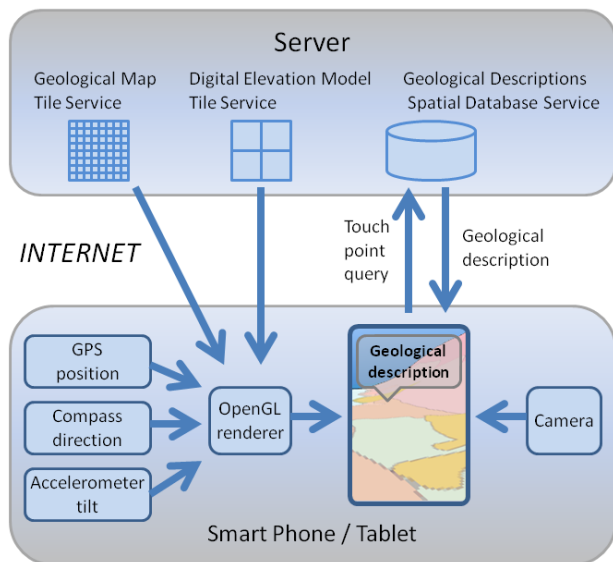 Server
Geological Map
Tile Service
Digital Elevation Model
Tile Service
Geological Descriptions
Spatial Database Service
INTERNET
Touch
point
query
Geological
description
GPS
position
Compass
direction
Accelerometer
tilt
OpenGL
renderer
Geological
description
Camera
Smart Phone / Tablet